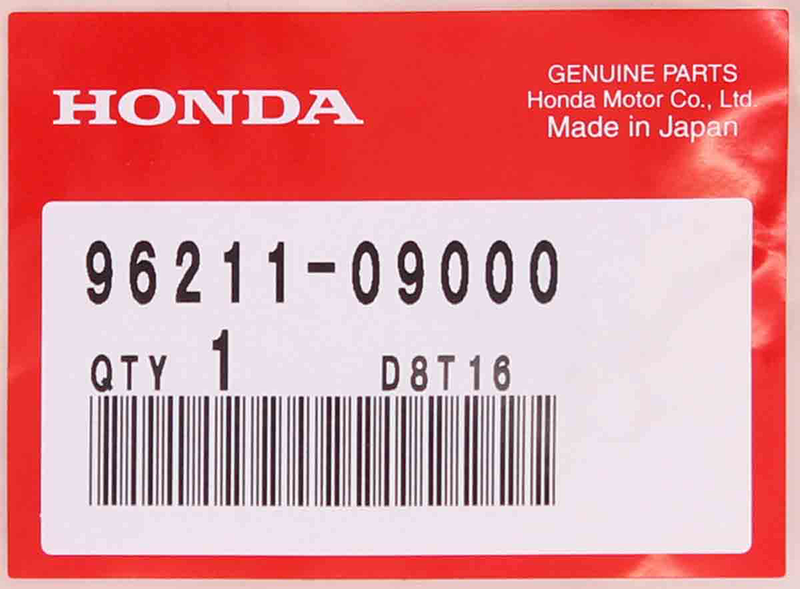 HONDA
GENUINE PARTS
Honda Motor Co., Ltd.
Made in Japan
96211-09000
QTY 1 D8T16